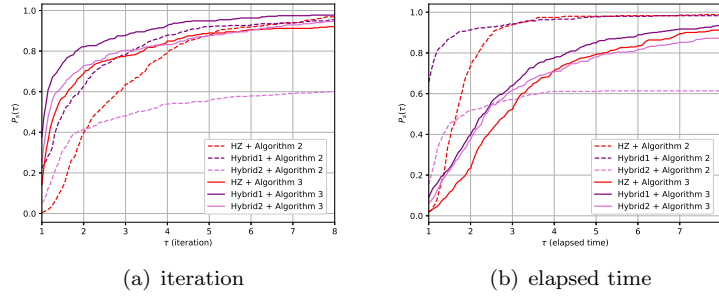 1.0
0.8
0.6
0.4
0.2
0.0
P_s(τ)
HZ + Algorithm 2
Hybrid1 + Algorithm 2
Hybrid2 + Algorithm 2
HZ + Algorithm 3
Hybrid1 + Algorithm 3
Hybrid2 + Algorithm 3
1 2 3 4 5 6 7 8
τ (iteration)
(a) iteration
1.0
0.8
0.6
0.4
0.2
0.0
P_s(τ)
HZ + Algorithm 2
Hybrid1 + Algorithm 2
Hybrid2 + Algorithm 2
HZ + Algorithm 3
Hybrid1 + Algorithm 3
Hybrid2 + Algorithm 3
1 2 3 4 5 6 7
τ (elapsed time)
(b) elapsed time